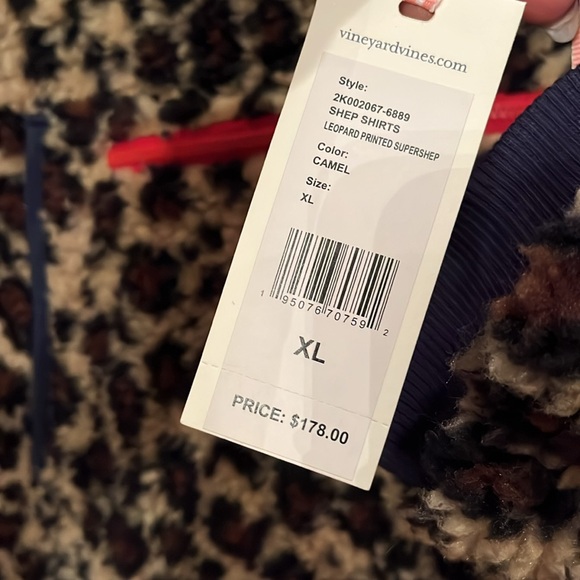 vineyardvines.com
Style:
2K002067-6889
SHEP SHIRTS
LEOPARD PRINTED SUPERSHEP
Color:
CAMEL
Size:
XL
1 95076 70759 2
XL
PRICE: $178.00